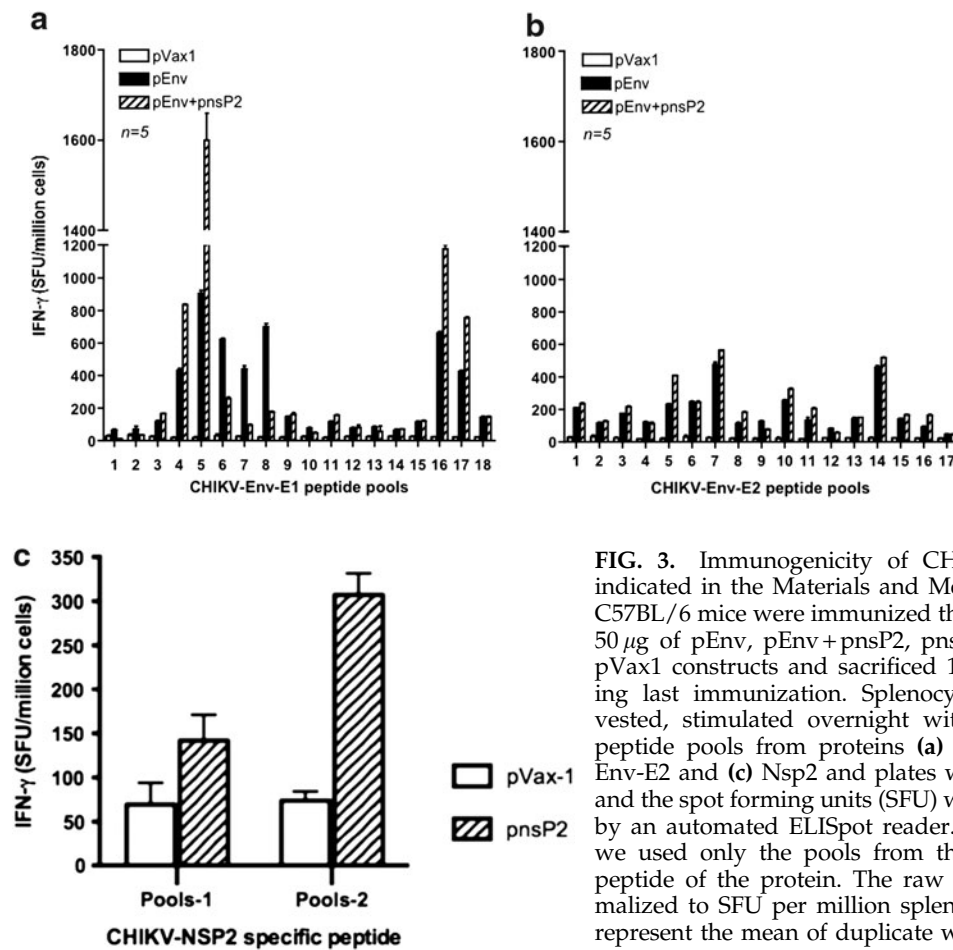 a
1800
1600
1400
1200
1000
800
600
400
200
0
IFN-γ (SFU/million cells)
pVax1
pEnv
pEnv+pnsP2
n=5
1 2 3 4 5 6 7 8 9 10 11 12 13 14 15 16 17 18
CHIKV-Env-E1 peptide pools
b
1800
1600
1400
1200
1000
800
600
400
200
0
pVax1
pEnv
pEnv+pnsP2
n=5
1 2 3 4 5 6 7 8 9 10 11 12 13 14 15 16 17
CHIKV-Env-E2 peptide pools
c
350
300
250
200
150
100
50
0
IFN-γ (SFU/million cells)
Pools-1 Pools-2
CHIKV-NSP2 specific peptide
pVax-1
pnsP2
FIG. 3. Immunogenicity of CH
indicated in the Materials and Me
C57BL/6 mice were immunized th
50 μg of pEnv, pEnv+pnsP2, pns
pVax1 constructs and sacrificed 1
ing last immunization. Splenocy
vested, stimulated overnight wit
peptide pools from proteins (a)
Env-E2 and (c) Nsp2 and plates w
and the spot forming units (SFU) w
by an automated ELISpot reader.
we used only the pools from th
peptide of the protein. The raw
malized to SFU per million splen
represent the mean of duplicate w